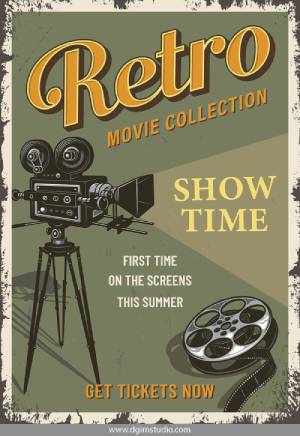 Retro
MOVIE COLLECTION
SHOW
TIME
FIRST TIME
ON THE SCREENS
THIS SUMMER
GET TICKETS NOW
www.dgimstudio.com